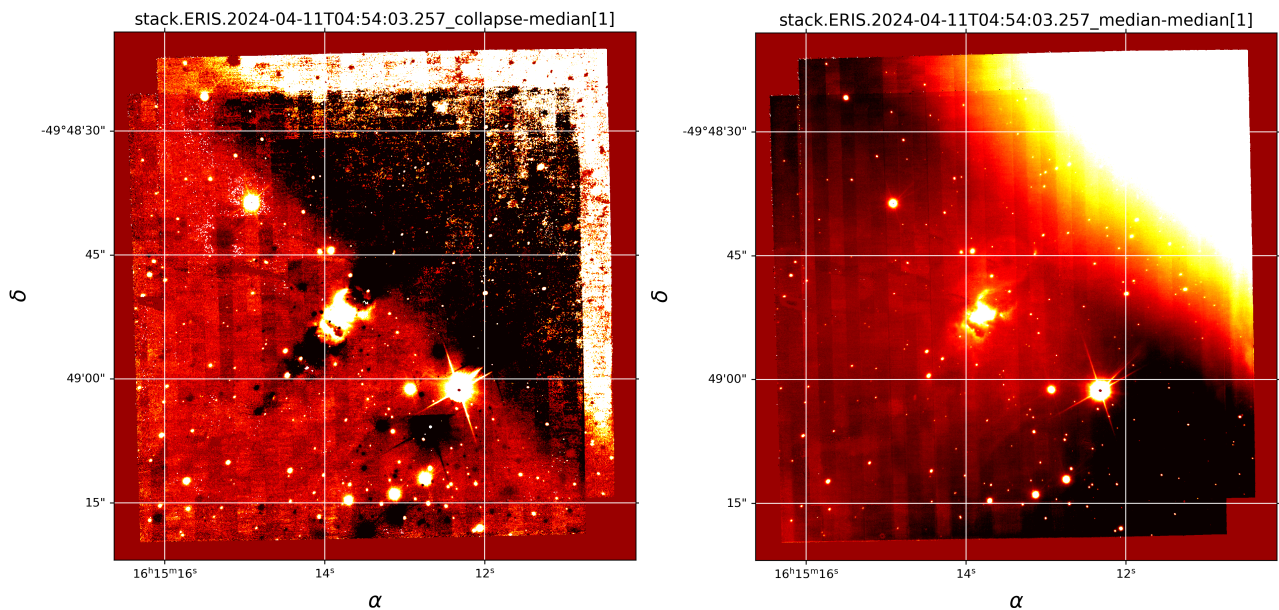 stack.ERIS.2024-04-11T04:54:03.257_collapse-median[1]
-49°48'30"
45"
49'00"
15"
δ
16ʰ15ᵐ16ˢ
14ˢ
12ˢ
α
stack.ERIS.2024-04-11T04:54:03.257_median-median[1]
-49°48'30"
45"
49'00"
15"
δ
16ʰ15ᵐ16ˢ
14ˢ
12ˢ
α